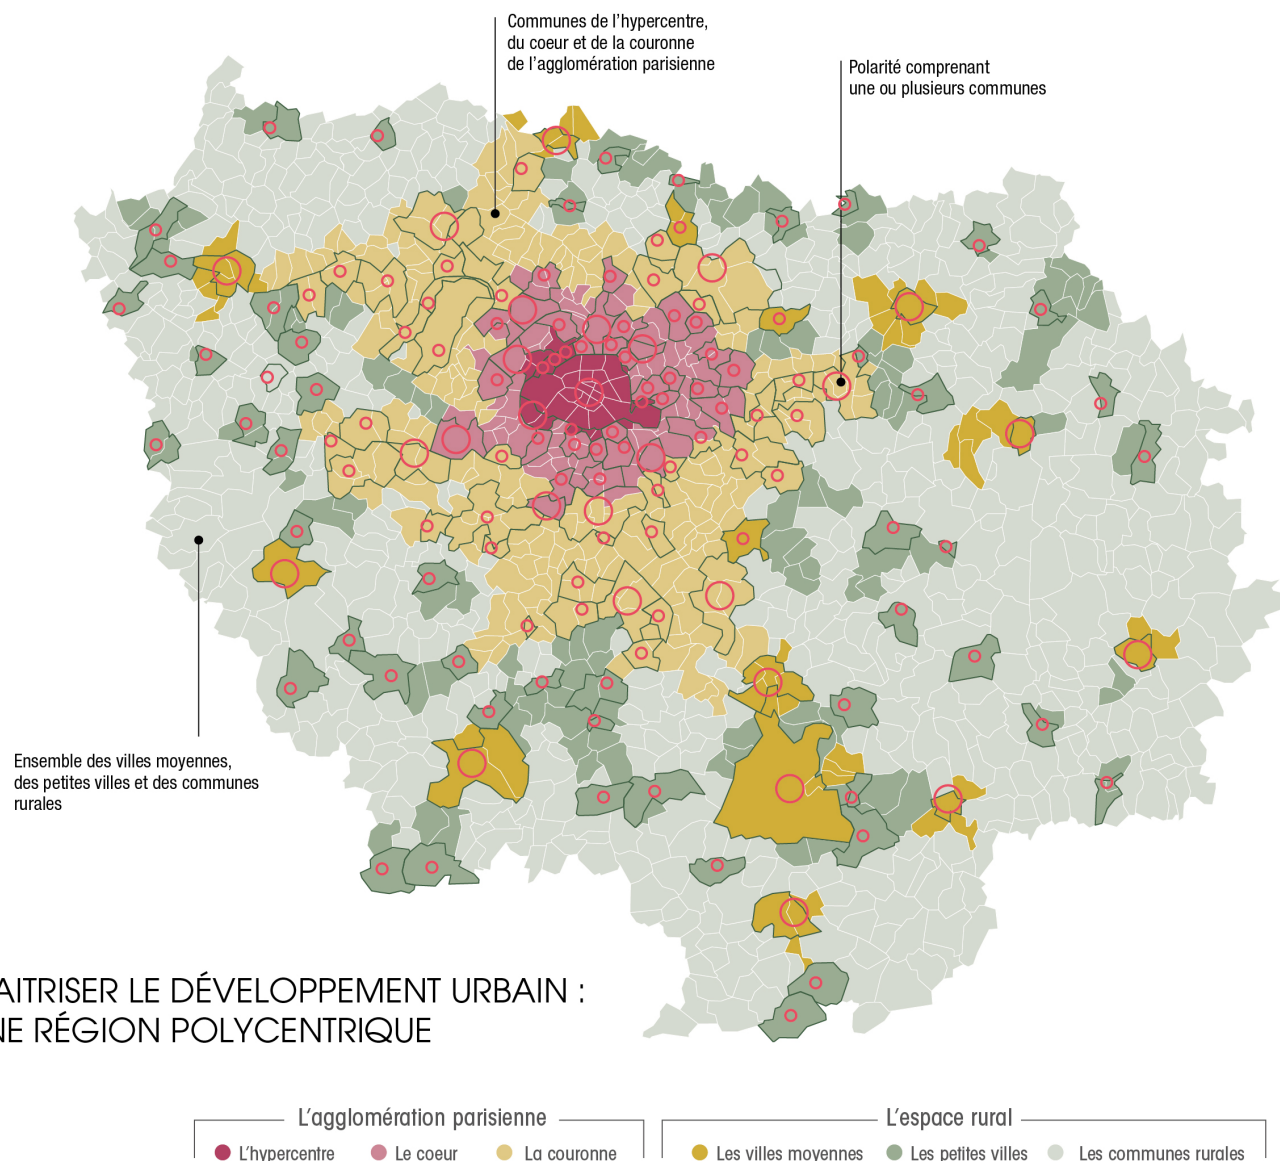 Communes de l'hypercentre,
du coeur et de la couronne
de l'agglomération parisienne
Polarité comprenant
une ou plusieurs communes
Ensemble des villes moyennes,
des petites villes et des communes
rurales
AITRISER LE DÉVELOPPEMENT URBAIN :
NE RÉGION POLYCENTRIQUE
L'agglomération parisienne
L'espace rural
L'hypercentre
Le coeur
La couronne
Les villes moyennes
Les petites villes
Les communes rurales